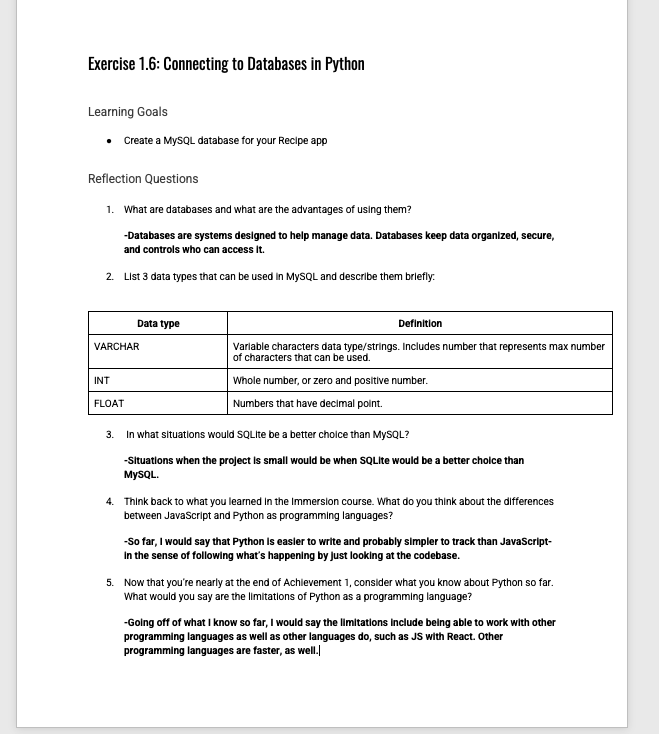 Exercise 1.6: Connecting to Databases in Python
Learning Goals
● Create a MySQL database for your Recipe app
Reflection Questions
1. What are databases and what are the advantages of using them?
-Databases are systems designed to help manage data. Databases keep data organized, secure,
and controls who can access it.
2. List 3 data types that can be used in MySQL and describe them briefly:
Data type Definition
VARCHAR Variable characters data type/strings. Includes number that represents max number
of characters that can be used.
INT Whole number, or zero and positive number.
FLOAT Numbers that have decimal point.
3. In what situations would SQLite be a better choice than MySQL?
-Situations when the project is small would be when SQLite would be a better choice than
MySQL.
4. Think back to what you learned in the Immersion course. What do you think about the differences
between JavaScript and Python as programming languages?
-So far, I would say that Python is easier to write and probably simpler to track than JavaScript-
in the sense of following what's happening by just looking at the codebase.
5. Now that you're nearly at the end of Achievement 1, consider what you know about Python so far.
What would you say are the limitations of Python as a programming language?
-Going off of what I know so far, I would say the limitations include being able to work with other
programming languages as well as other languages do, such as JS with React. Other
programming languages are faster, as well.